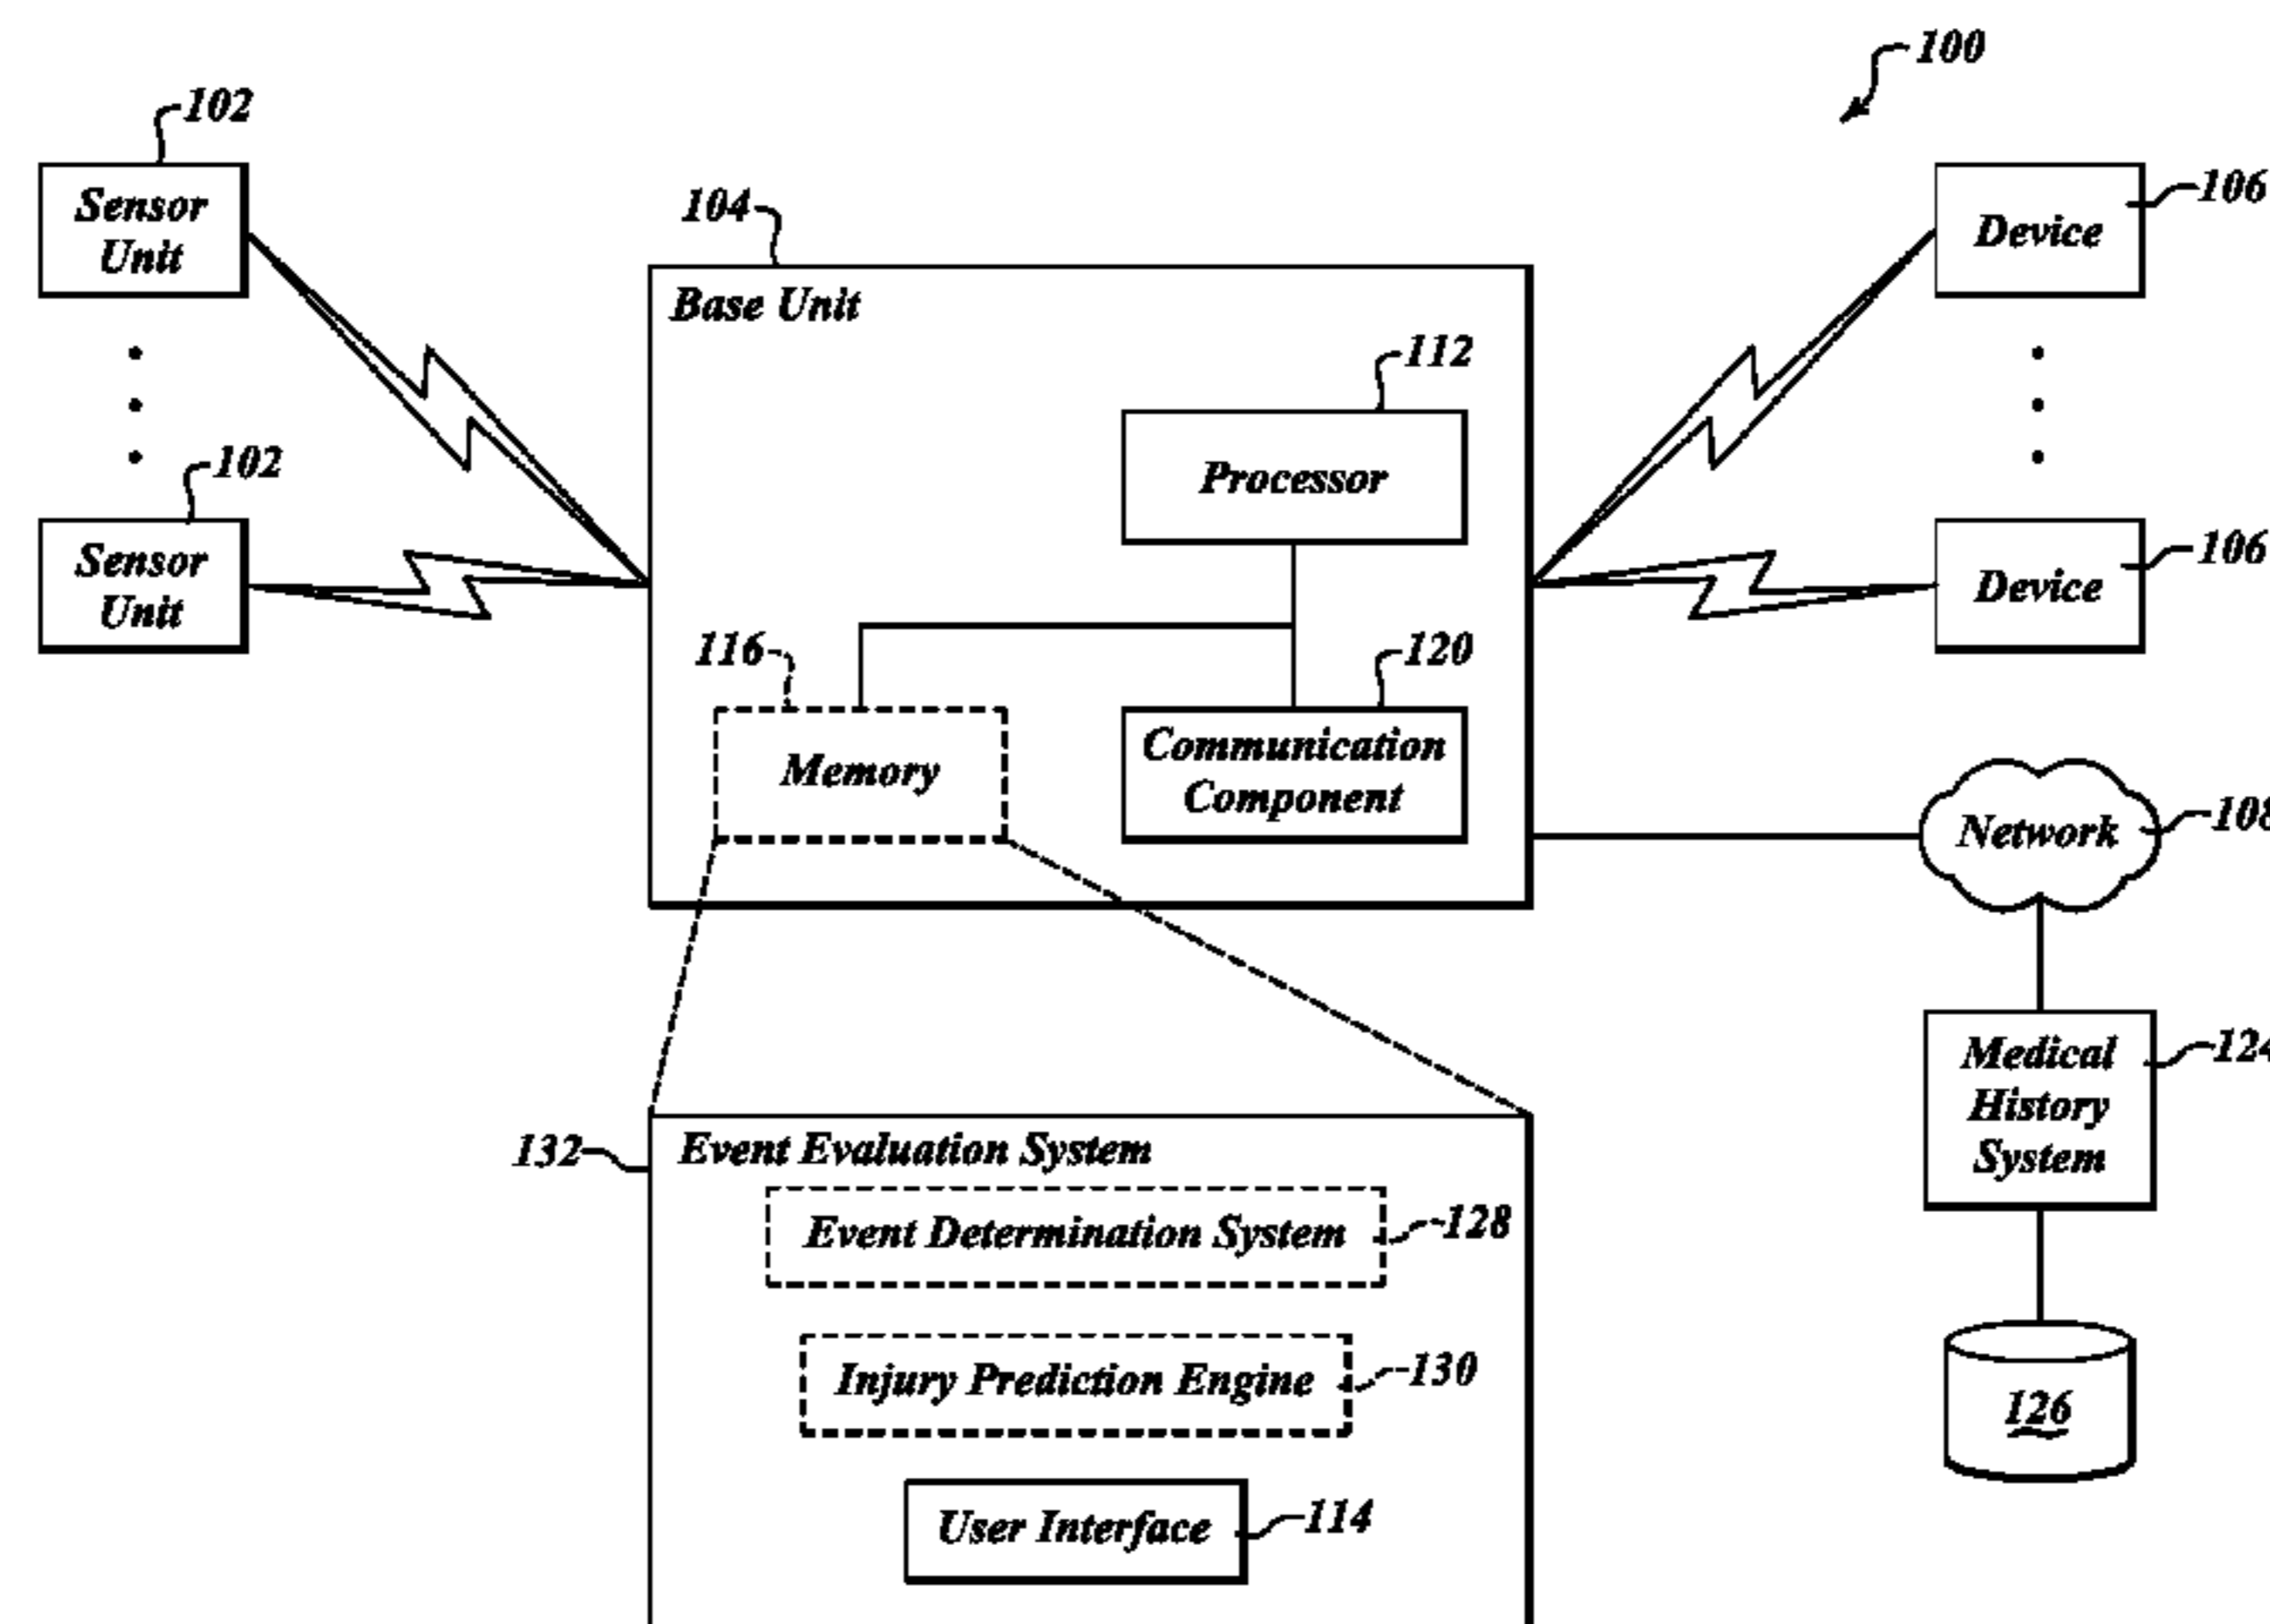 100
102
Sensor
Unit
104
106
Device
Base Unit
112
Processor
102
Sensor
Unit
106
Device
116
120
Memory
Communication
Component
Network
108
Medical
History
System
124
132
Event Evaluation System
Event Determination System
128
Injury Prediction Engine
130
126
User Interface
114